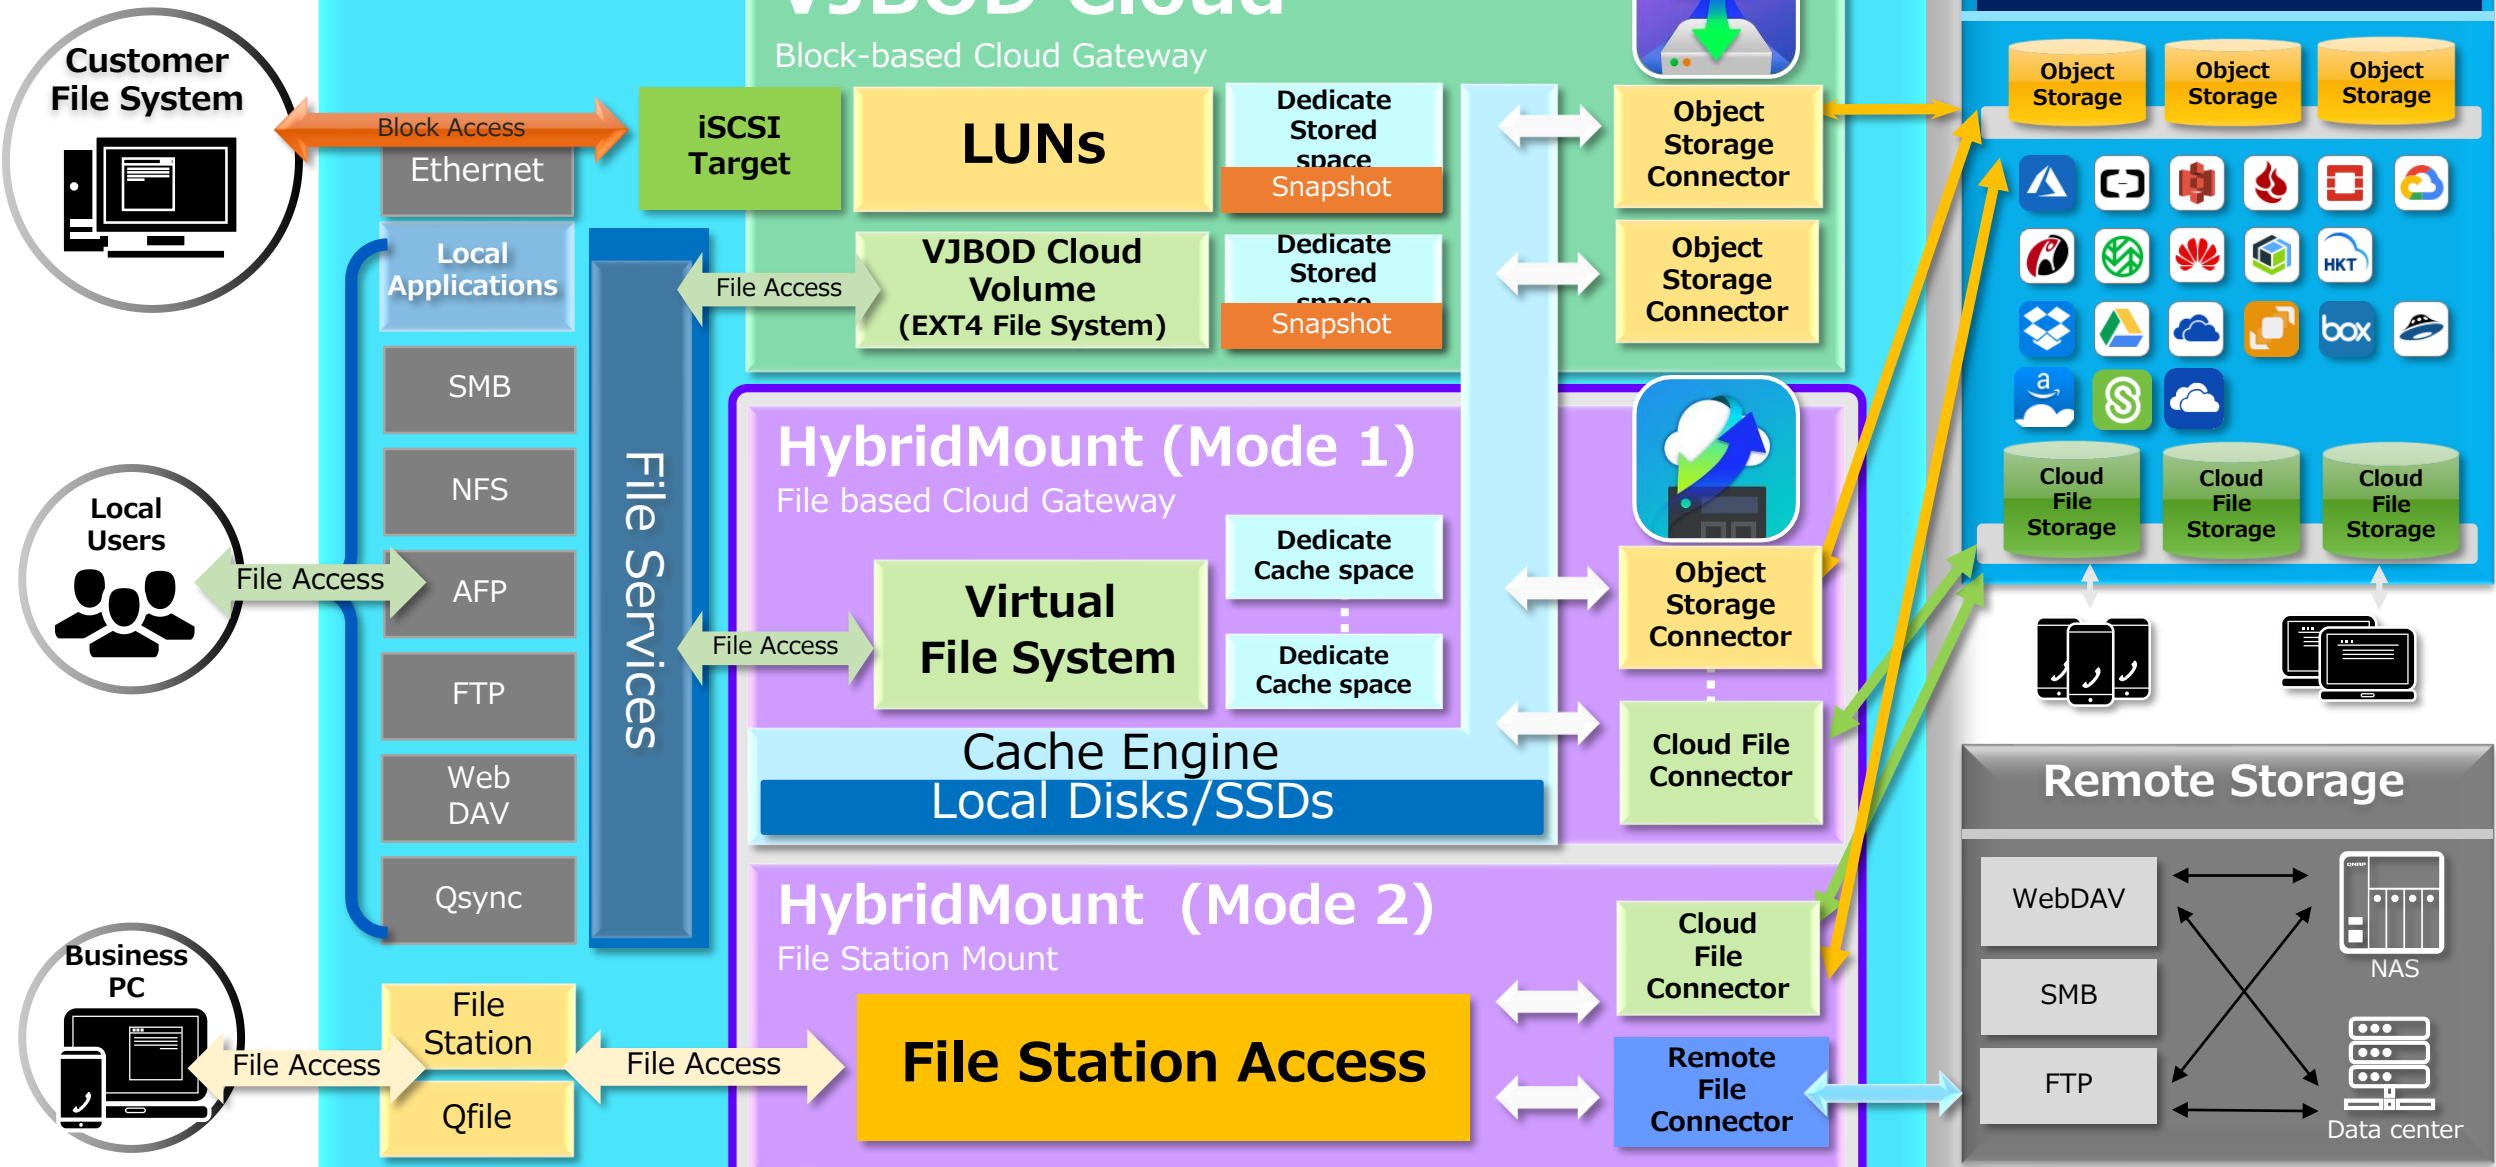 VJBOD Cloud
Block-based Cloud Gateway
Customer
File System
Block Access
Ethernet
iSCSI
Target
LUNs
Dedicate
Stored
space
Snapshot
Object
Storage
Connector
Object
Storage
Object
Storage
Object
Storage
Local
Applications
File Access
VJBOD Cloud
Volume
(EXT4 File System)
Dedicate
Stored
space
Snapshot
Object
Storage
Connector
HKT
box
a
SMB
NFS
AFP
FTP
Web
DAV
Qsync
File Services
Local
Users
File Access
HybridMount (Mode 1)
File based Cloud Gateway
File Access
Virtual
File System
Dedicate
Cache space
Dedicate
Cache space
Object
Storage
Connector
Cloud File
Connector
Cache Engine
Local Disks/SSDs
Cloud
File
Storage
Cloud
File
Storage
Cloud
File
Storage
HybridMount (Mode 2)
File Station Mount
Business
PC
File Access
File
Station
Qfile
File Access
File Station Access
Cloud
File
Connector
Remote
File
Connector
Remote Storage
WebDAV
SMB
FTP
QNAP
NAS
Data center